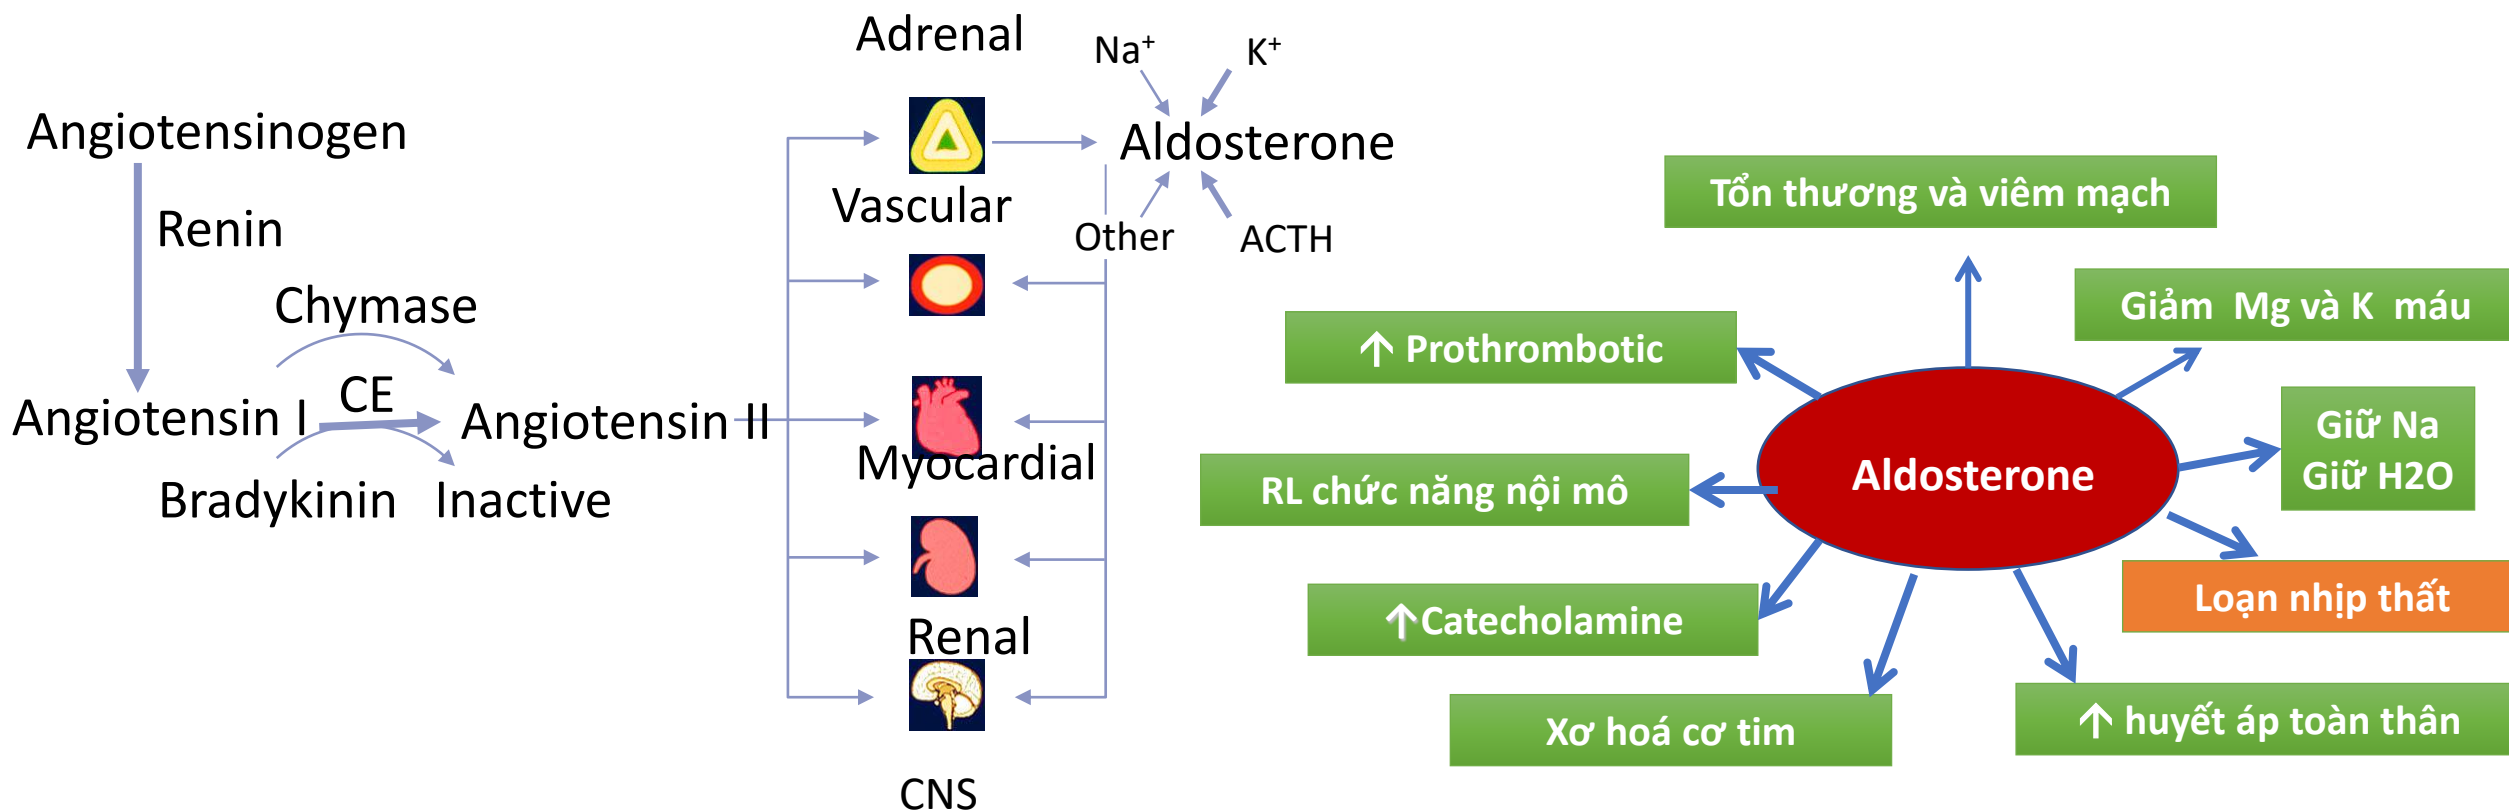 Adrenal
Na+
K+
Angiotensinogen
Aldosterone
Renin
Vascular
Other
ACTH
Chymase
CE
Angiotensin I
Angiotensin II
Bradykinin
Inactive
Myocardial
Renal
CNS
Tổn thương và viêm mạch
Giảm Mg và K máu
↑ Prothrombotic
Giữ Na
Giữ H2O
Aldosterone
RL chức năng nội mô
Loạn nhịp thất
↑Catecholamine
↑ huyết áp toàn thân
Xơ hoá cơ tim